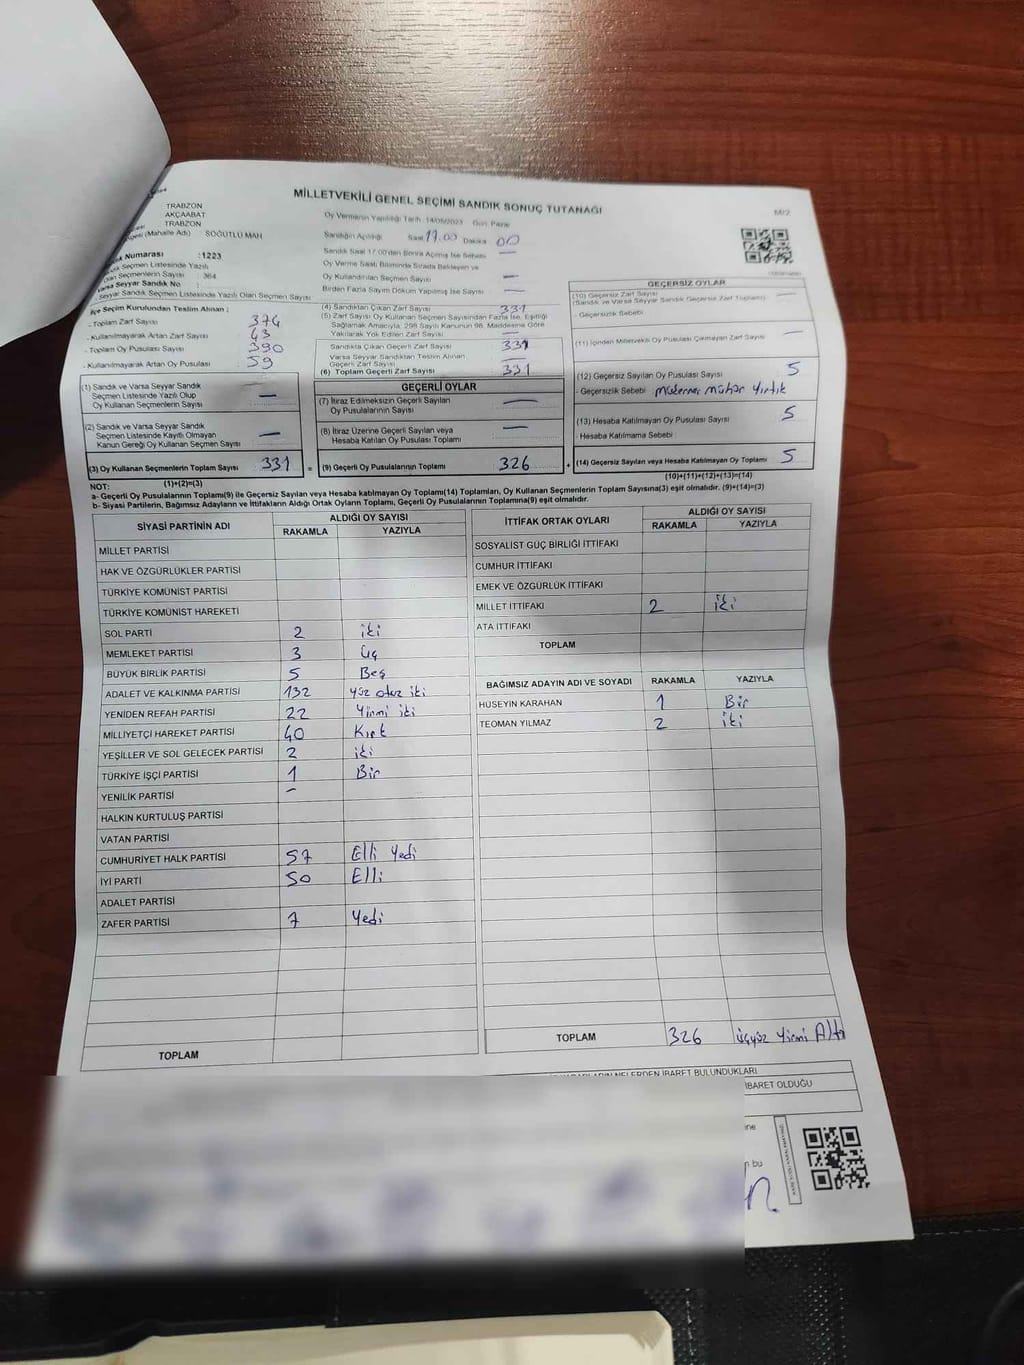 MİLLETVEKİLİ GENEL SEÇİMİ SANDIK SONUÇ TUTANAĞI
M/2
TRABZON
AKÇAABAT
TRABZON
(Mahalle Adı) SÖĞÜTLÜ MAH
Numarası : 1223
Seçmen Listesinde Yazılı
Seçmenlerin Sayısı : 364
Varsa Seyyar Sandık No :
Seyyar Sandık Seçmen Listesinde Yazılı Olan Seçmen Sayısı
Oy Vermenin Yapıldığı Tarih :14/05/2023 Gün: Pazar
Sandığın Açıldığı Saat 17.00 Dakika 00
Sandık Saat 17.00'den Sonra Açılmış İse Sebebi —
Oy Verme Saati Bitiminde Sırada Bekleyen ve
Oy Kullandırılan Seçmen Sayısı —
Birden Fazla Sayım Döküm Yapılmış İse Sayısı —
İlçe Seçim Kurulundan Teslim Alınan ;
- Toplam Zarf Sayısı 374
- Kullanılmayarak Artan Zarf Sayısı 43
- Toplam Oy Pusulası Sayısı 390
- Kullanılmayarak Artan Oy Pusulası 59
(4) Sandıktan Çıkan Zarf Sayısı 331
(5) Zarf Sayısı Oy Kullanan Seçmen Sayısından Fazla İse, Eşitliği
Sağlamak Amacıyla, 298 Sayılı Kanunun 98. Maddesine Göre
Yakılarak Yok Edilen Zarf Sayısı —
Sandıkta Çıkan Geçerli Zarf Sayısı 331
Varsa Seyyar Sandıktan Teslim Alınan
Geçerli Zarf Sayısı —
(6) Toplam Geçerli Zarf Sayısı 331
GEÇERSİZ OYLAR
(10) Geçersiz Zarf Sayısı
(Sandık ve Varsa Seyyar Sandık Geçersiz Zarf Toplamı) —
- Geçersizlik Sebebi
(11) İçinden Milletvekili Oy Pusulası Çıkmayan Zarf Sayısı —
(12) Geçersiz Sayılan Oy Pusulası Sayısı 5
- Geçersizlik Sebebi Mükerrer Mühür Yırtık
(13) Hesaba Katılmayan Oy Pusulası Sayısı 5
- Hesaba Katılmama Sebebi
(14) Geçersiz Sayılan veya Hesaba Katılmayan Oy Toplamı 5
(10)+(11)+(12)+(13)=(14)
(1) Sandık ve Varsa Seyyar Sandık
Seçmen Listesinde Yazılı Olup
Oy Kullanan Seçmenlerin Sayısı —
(2) Sandık ve Varsa Seyyar Sandık
Seçmen Listesinde Kayıtlı Olmayan
Kanun Gereği Oy Kullanan Seçmen Sayısı —
(3) Oy Kullanan Seçmenlerin Toplam Sayısı 331 =
(1)+(2)=(3)
GEÇERLİ OYLAR
(7) İtiraz Edilmeksizin Geçerli Sayılan
Oy Pusulalarının Sayısı —
(8) İtiraz Üzerine Geçerli Sayılan veya
Hesaba Katılan Oy Pusulası Toplamı —
(9) Geçerli Oy Pusulalarının Toplamı 326 +
NOT:
a- Geçerli Oy Pusulalarının Toplamı(9) ile Geçersiz Sayılan veya Hesaba katılmayan Oy Toplamı(14) Toplamları, Oy Kullanan Seçmenlerin Toplam Sayısına(3) eşit olmalıdır. (9)+(14)=(3)
b- Siyasi Partilerin, Bağımsız Adayların ve İttifakların Aldığı Ortak Oyların Toplamı, Geçerli Oy Pusulalarının Toplamına(9) eşit olmalıdır.
SİYASİ PARTİNİN ADI ALDIĞI OY SAYISI
RAKAMLA YAZIYLA
MİLLET PARTİSİ
HAK VE ÖZGÜRLÜKLER PARTİSİ
TÜRKİYE KOMÜNİST PARTİSİ
TÜRKİYE KOMÜNİST HAREKETİ
SOL PARTİ 2 iki
MEMLEKET PARTİSİ 3 üç
BÜYÜK BİRLİK PARTİSİ 5 Beş
ADALET VE KALKINMA PARTİSİ 132 yüz otuz iki
YENİDEN REFAH PARTİSİ 22 Yirmi iki
MİLLİYETÇİ HAREKET PARTİSİ 40 Kırk
YEŞİLLER VE SOL GELECEK PARTİSİ 2 iki
TÜRKİYE İŞÇİ PARTİSİ 1 Bir
YENİLİK PARTİSİ –
HALKIN KURTULUŞ PARTİSİ
VATAN PARTİSİ
CUMHURİYET HALK PARTİSİ 57 Elli Yedi
İYİ PARTİ 50 Elli
ADALET PARTİSİ
ZAFER PARTİSİ 7 Yedi
TOPLAM
İTTİFAK ORTAK OYLARI ALDIĞI OY SAYISI
RAKAMLA YAZIYLA
SOSYALİST GÜÇ BİRLİĞİ İTTİFAKI
CUMHUR İTTİFAKI
EMEK VE ÖZGÜRLÜK İTTİFAKI
MİLLET İTTİFAKI 2 iki
ATA İTTİFAKI
TOPLAM
BAĞIMSIZ ADAYIN ADI VE SOYADI RAKAMLA YAZIYLA
HÜSEYİN KARAHAN 1 Bir
TEOMAN YILMAZ 2 iki
TOPLAM 326 üçyüz Yirmi Altı
NELERDEN İBARET BULUNDUKLARI
İBARET OLDUĞU
bu